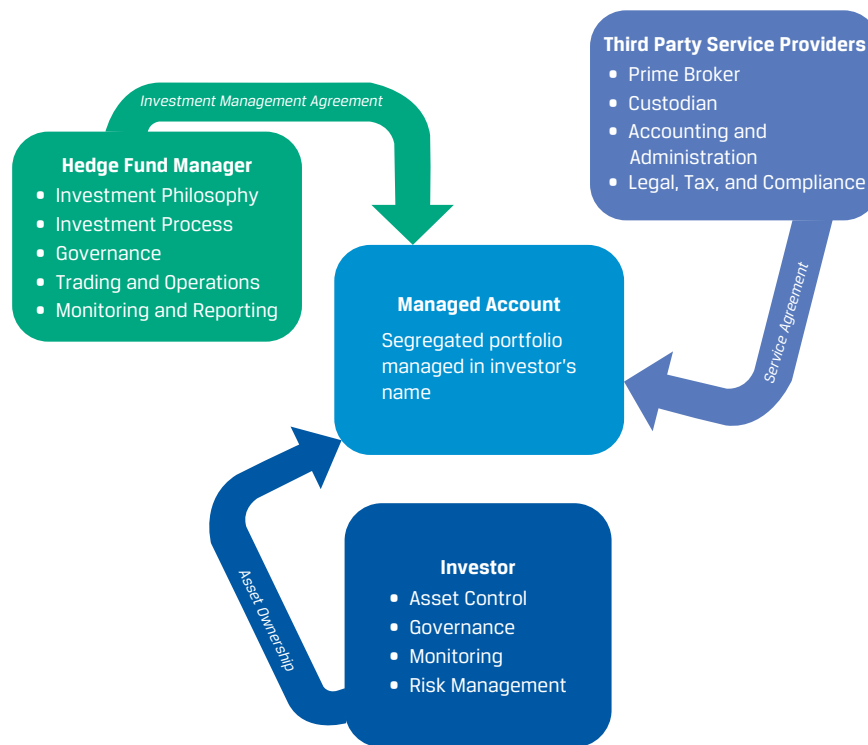 Third Party Service Providers
• Prime Broker
• Custodian
• Accounting and
Administration
• Legal, Tax, and Compliance
Investment Management Agreement
Hedge Fund Manager
• Investment Philosophy
• Investment Process
• Governance
• Trading and Operations
• Monitoring and Reporting
Managed Account
Segregated portfolio
managed in investor's
name
Service Agreement
Investor
• Asset Control
• Governance
• Monitoring
• Risk Management
Asset Ownership